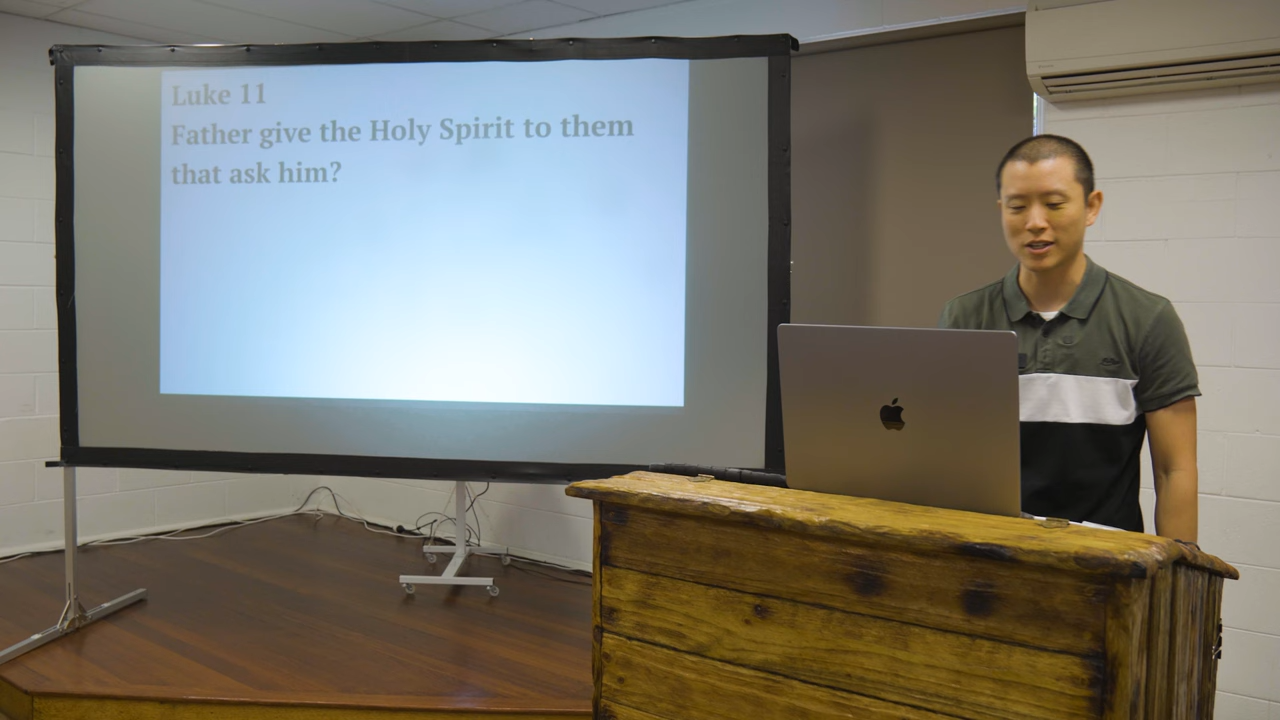 Luke 11
Father give the Holy Spirit to them
that ask him?